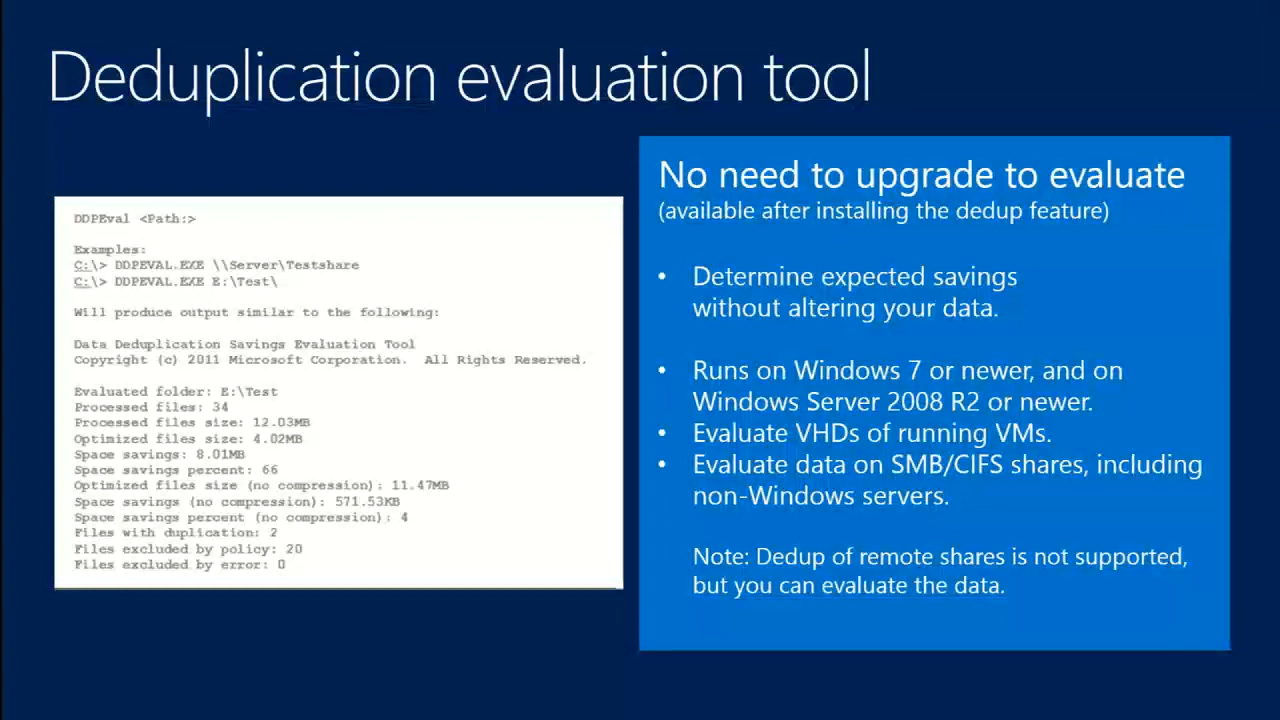 Deduplication evaluation tool
DDPEval <Path:>
Examples:
C:\> DDPEVAL.EXE \\Server\Testshare
C:\> DDPEVAL.EXE E:\Test\
Will produce output similar to the following:
Data Deduplication Savings Evaluation Tool
Copyright (c) 2011 Microsoft Corporation.  All Rights Reserved.
Evaluated folder: E:\Test
Processed files: 34
Processed files size: 12.03MB
Optimized files size: 4.02MB
Space savings: 8.01MB
Space savings percent: 66
Optimized files size (no compression): 11.47MB
Space savings (no compression): 571.53KB
Space savings percent (no compression): 4
Files with duplication: 2
Files excluded by policy: 20
Files excluded by error: 0
No need to upgrade to evaluate
(available after installing the dedup feature)
• Determine expected savings
without altering your data.
• Runs on Windows 7 or newer, and on
Windows Server 2008 R2 or newer.
• Evaluate VHDs of running VMs.
• Evaluate data on SMB/CIFS shares, including
non-Windows servers.
Note: Dedup of remote shares is not supported,
but you can evaluate the data.